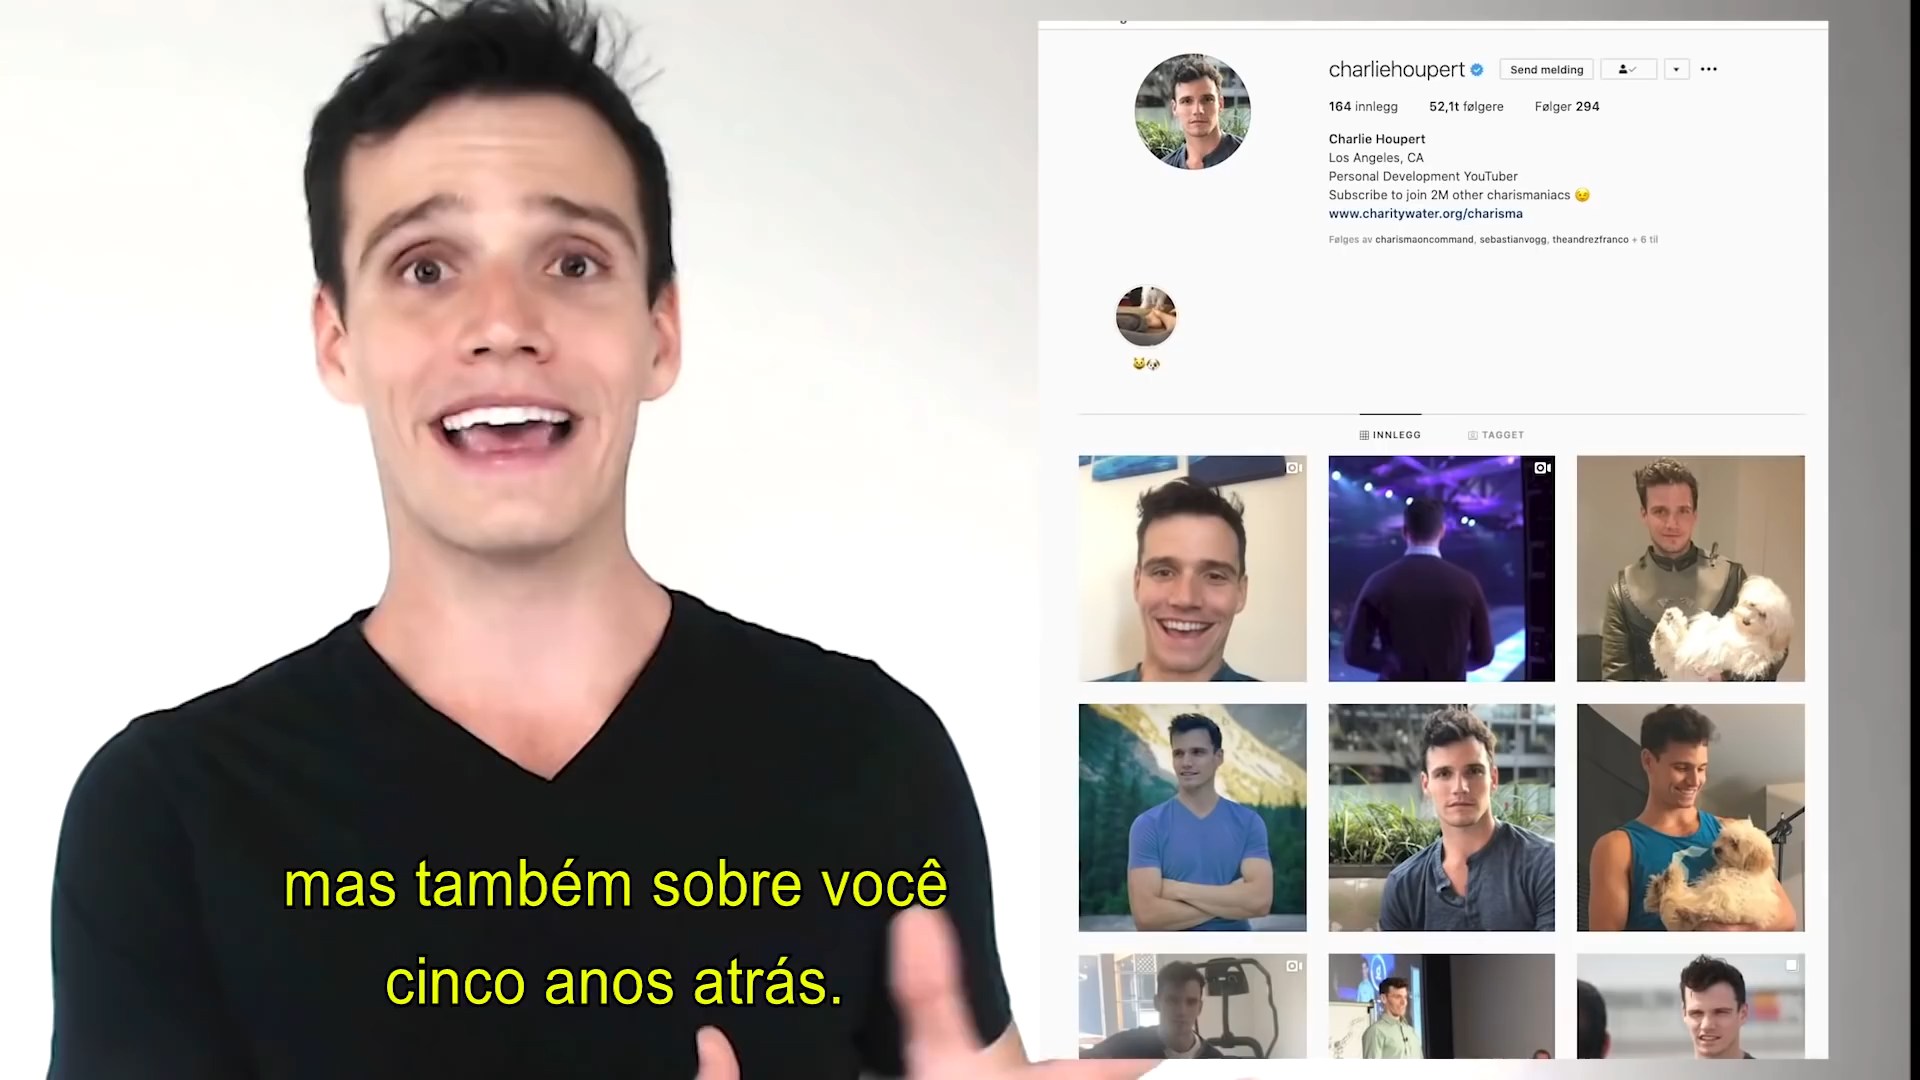 charliehoupert Send melding
164 innlegg 52,1t følgere Følger 294
Charlie Houpert
Los Angeles, CA
Personal Development YouTuber
Subscribe to join 2M other charismaniacs 😏
www.charitywater.org/charisma
Følges av charismaoncommand, sebastianvogg, theandrezfranco + 6 til
😺🐶
INNLEGG TAGGET
mas também sobre você
cinco anos atrás.